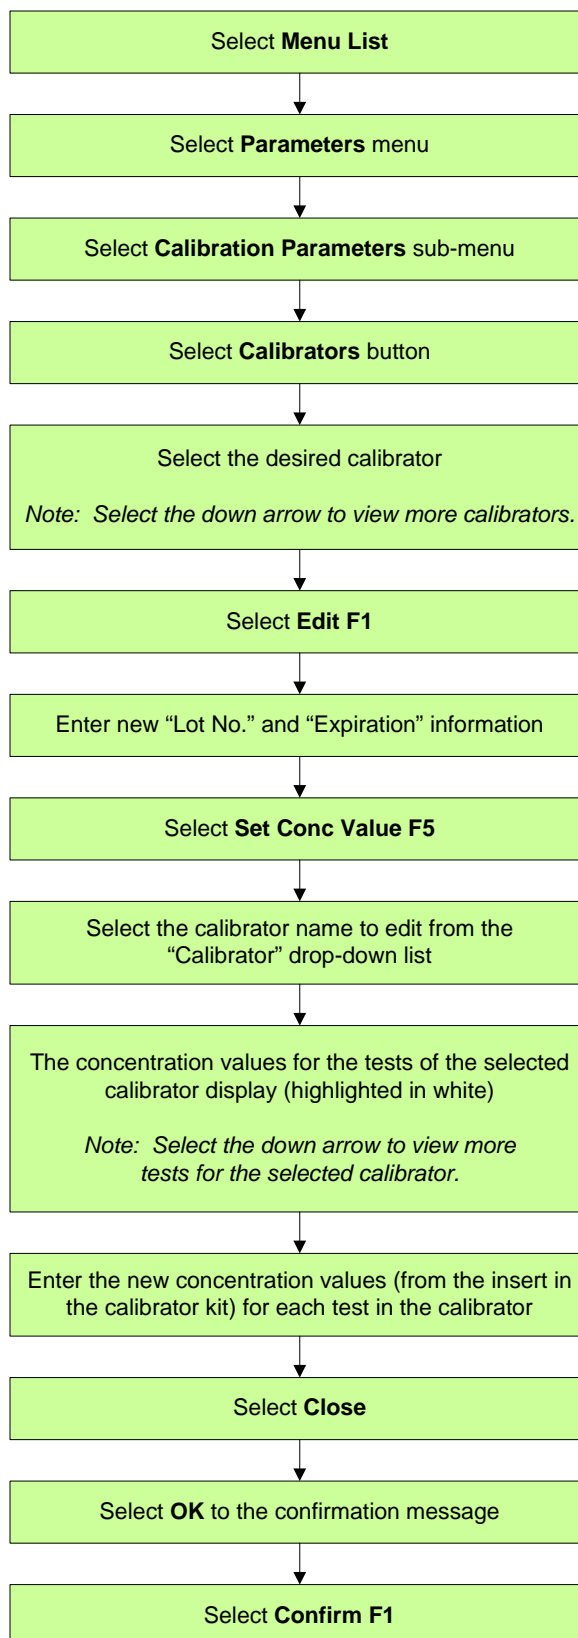 Select Menu List
Select Parameters menu
Select Calibration Parameters sub-menu
Select Calibrators button
Select the desired calibrator
Note: Select the down arrow to view more calibrators.
Select Edit F1
Enter new “Lot No.” and “Expiration” information
Select Set Conc Value F5
Select the calibrator name to edit from the
“Calibrator” drop-down list
The concentration values for the tests of the selected
calibrator display (highlighted in white)
Note: Select the down arrow to view more
tests for the selected calibrator.
Enter the new concentration values (from the insert in
the calibrator kit) for each test in the calibrator
Select Close
Select OK to the confirmation message
Select Confirm F1